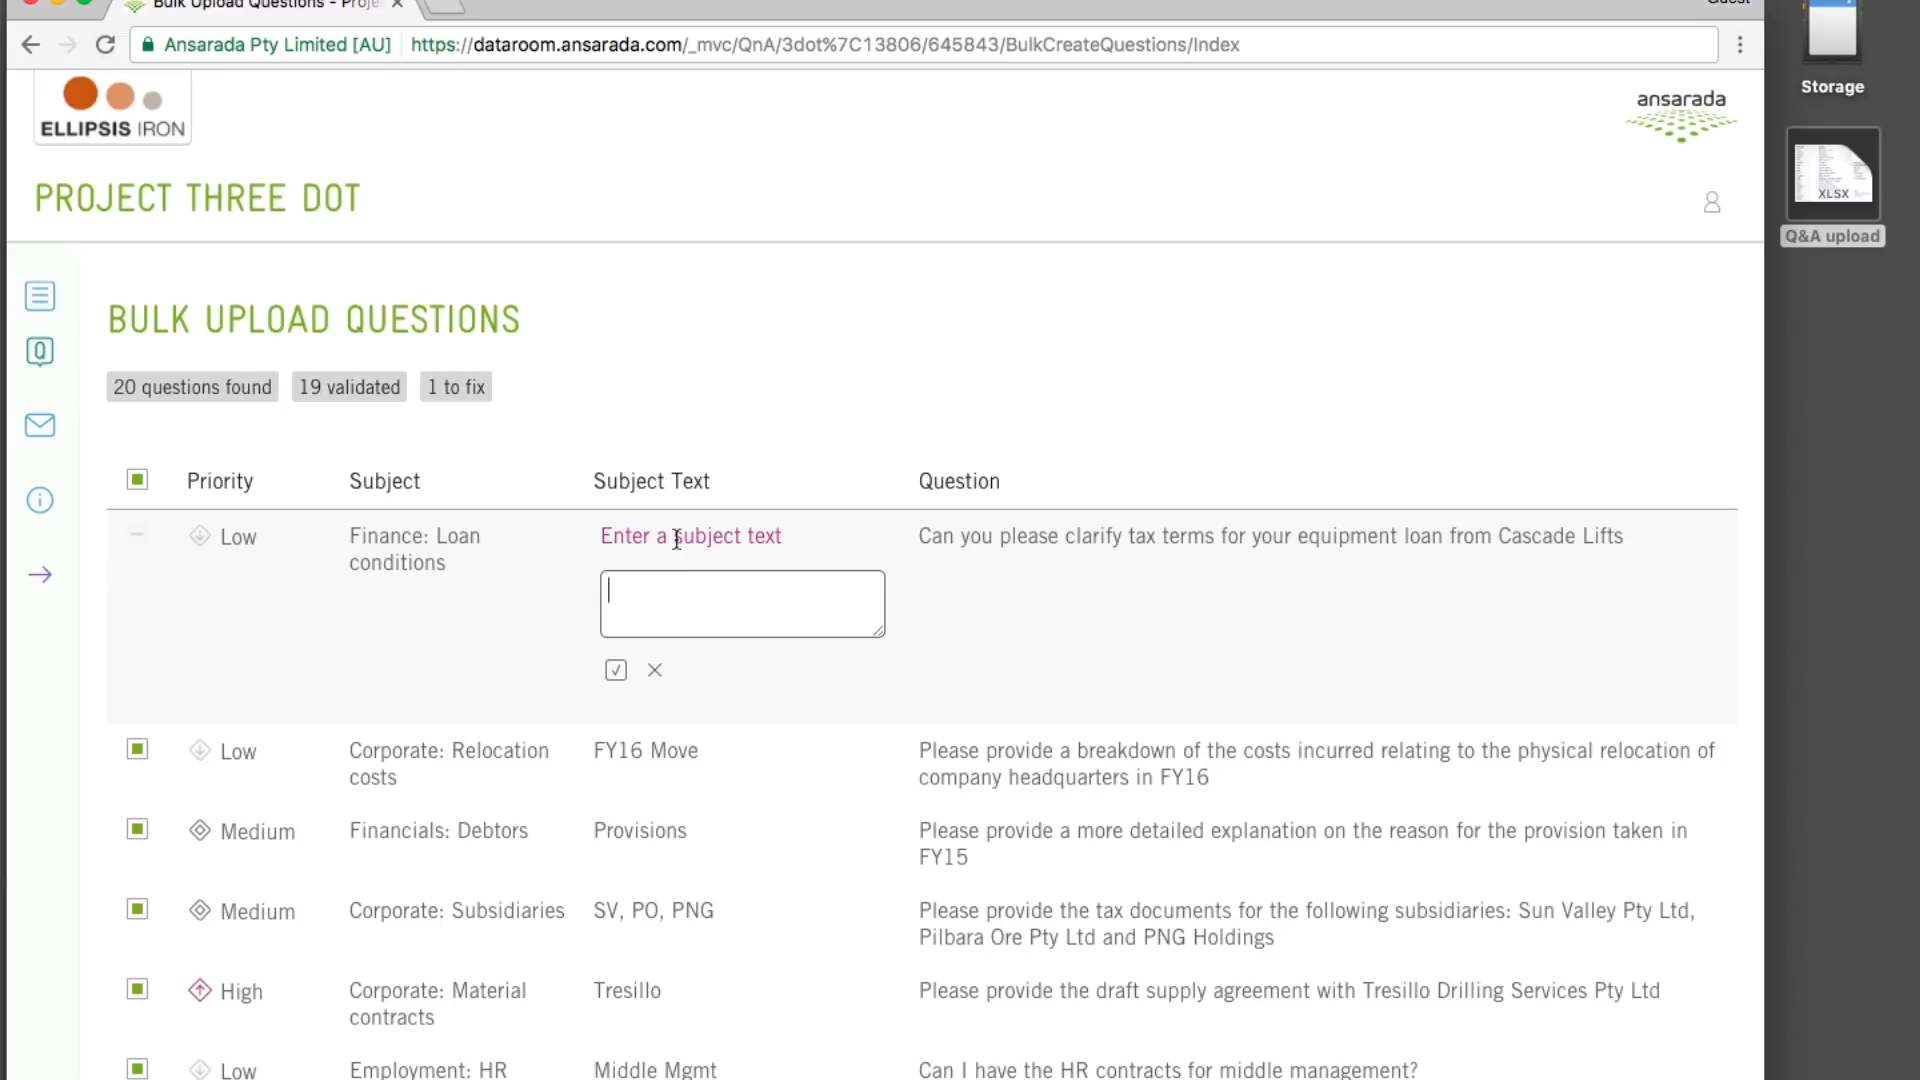 Bulk Upload Questions - Proje
Guest
Ansarada Pty Limited [AU] https://dataroom.ansarada.com/_mvc/QnA/3dot%7C13806/645843/BulkCreateQuestions/Index
Storage
ELLIPSIS IRON
ansarada
XLSX
Q&A upload
PROJECT THREE DOT
BULK UPLOAD QUESTIONS
Q
20 questions found 19 validated 1 to fix
Priority Subject Subject Text Question
Low Finance: Loan Enter a subject text Can you please clarify tax terms for your equipment loan from Cascade Lifts
conditions
Low Corporate: Relocation FY16 Move Please provide a breakdown of the costs incurred relating to the physical relocation of
costs company headquarters in FY16
Medium Financials: Debtors Provisions Please provide a more detailed explanation on the reason for the provision taken in
FY15
Medium Corporate: Subsidiaries SV, PO, PNG Please provide the tax documents for the following subsidiaries: Sun Valley Pty Ltd,
Pilbara Ore Pty Ltd and PNG Holdings
High Corporate: Material Tresillo Please provide the draft supply agreement with Tresillo Drilling Services Pty Ltd
contracts
Low Employment: HR Middle Mgmt Can I have the HR contracts for middle management?